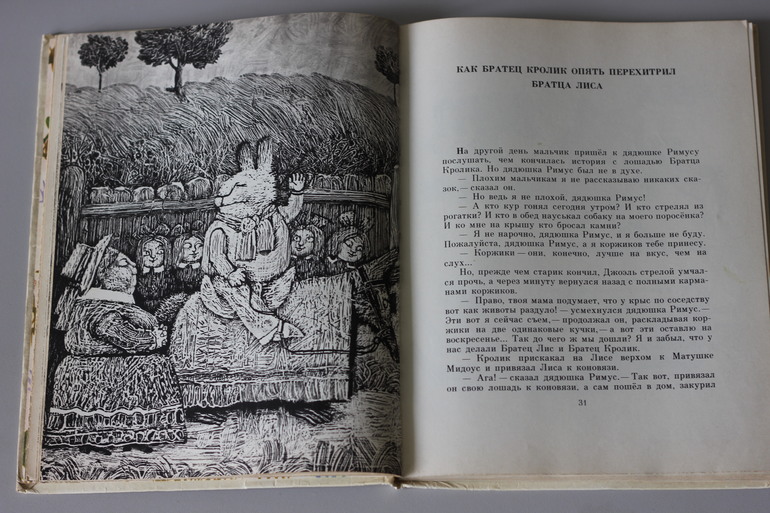 КАК БРАТЕЦ КРОЛИК ОПЯТЬ ПЕРЕХИТРИЛ
БРАТЦА ЛИСА
На другой день мальчик пришёл к дядюшке Римусу
послушать, чем кончилась история с лошадью Братца
Кролика. Но дядюшка Римус был не в духе.
— Плохим мальчикам я не рассказываю никаких ска-
зок,— сказал он.
— Но ведь я не плохой, дядюшка Римус!
— А кто кур гонял сегодня утром? И кто стрелял из
рогатки? И кто в обед науськал собаку на моего поросёнка?
И ко мне на крышу кто бросал камни?
— Я не нарочно, дядюшка Римус, и я больше не буду.
Пожалуйста, дядюшка Римус, а я коржиков тебе принесу.
— Коржики — они, конечно, лучше на вкус, чем на
слух...
Но, прежде чем старик кончил, Джоэль стрелой умчал-
ся прочь, а через минуту вернулся назад с полными карма-
нами коржиков.
— Право, твоя мама подумает, что у крыс по соседству
вот как животы раздуло! — усмехнулся дядюшка Римус.—
Эти вот я сейчас съем,— продолжал он, раскладывая кор-
жики на две одинаковые кучки,— а вот эти оставлю на
воскресенье... Так до чего ж мы дошли? Я и забыл, что у
нас делали Братец Лис и Братец Кролик.
— Кролик прискакал на Лисе верхом к Матушке
Мидоус и привязал Лиса к коновязи.
— Ага! — сказал дядюшка Римус.— Так вот, привязал
он свою лошадь к коновязи, а сам пошёл в дом, закурил
31